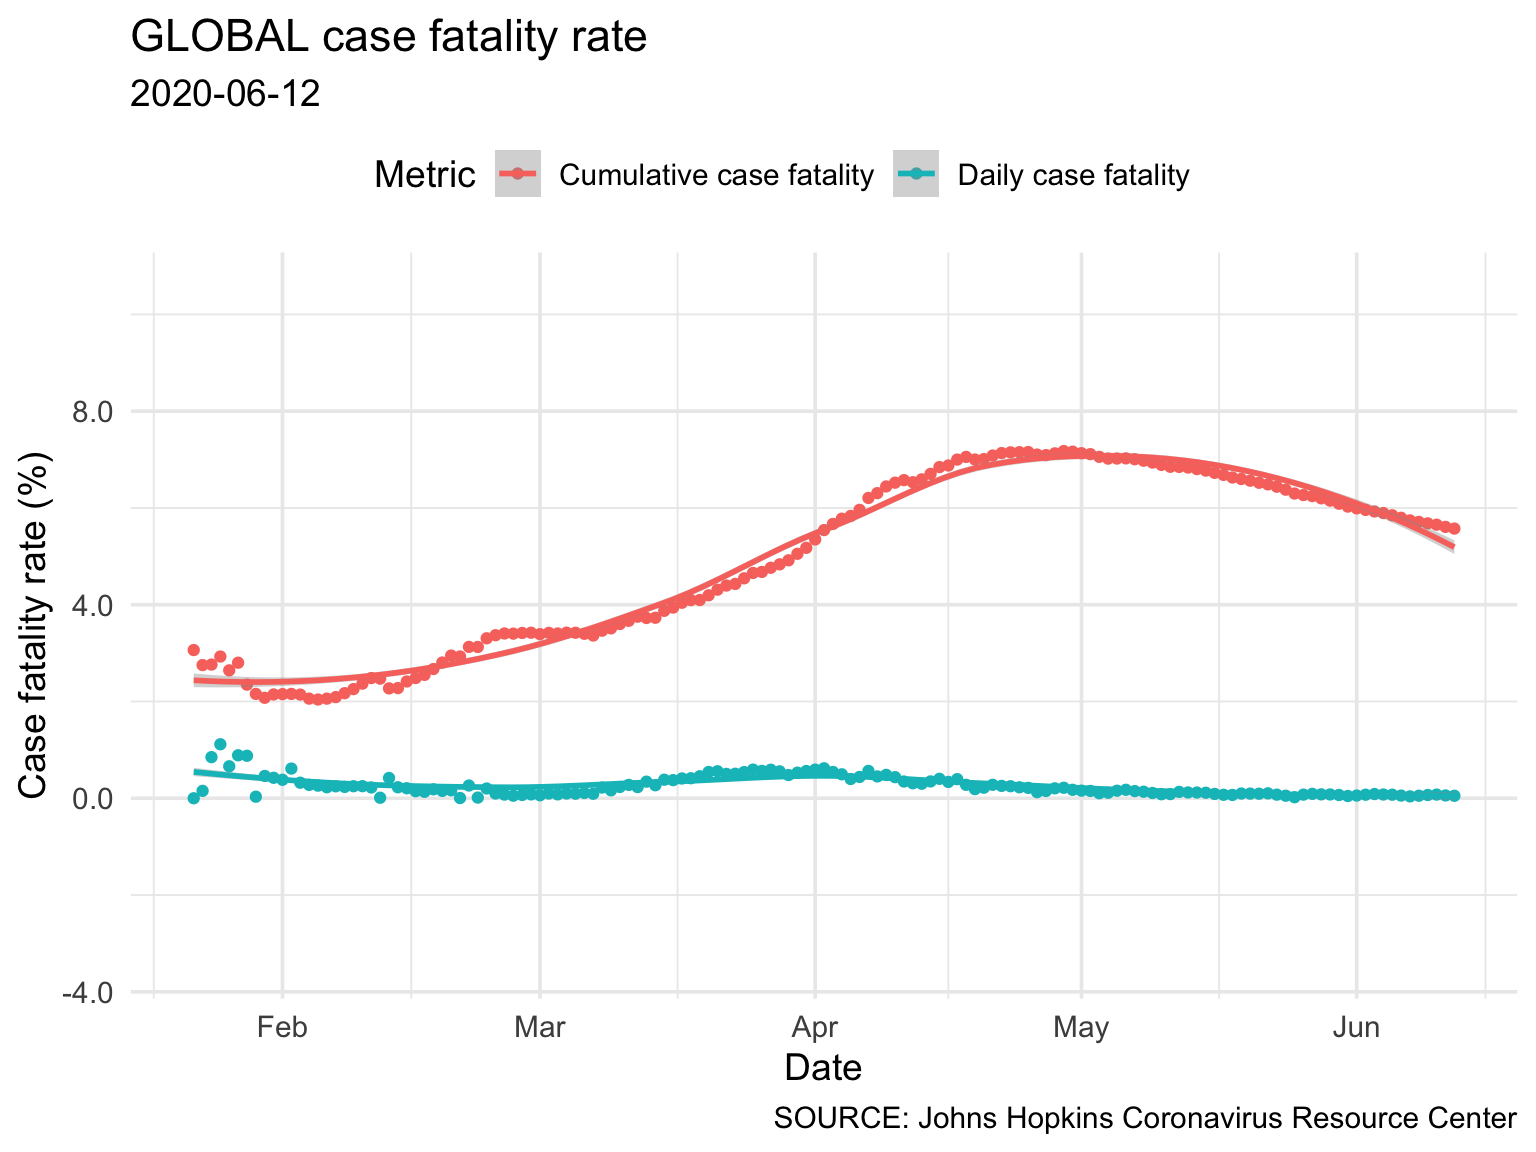 GLOBAL case fatality rate
2020-06-12
Metric Cumulative case fatality Daily case fatality
Case fatality rate (%)
8.0
4.0
0.0
-4.0
Feb Mar Apr May Jun
Date
SOURCE: Johns Hopkins Coronavirus Resource Center